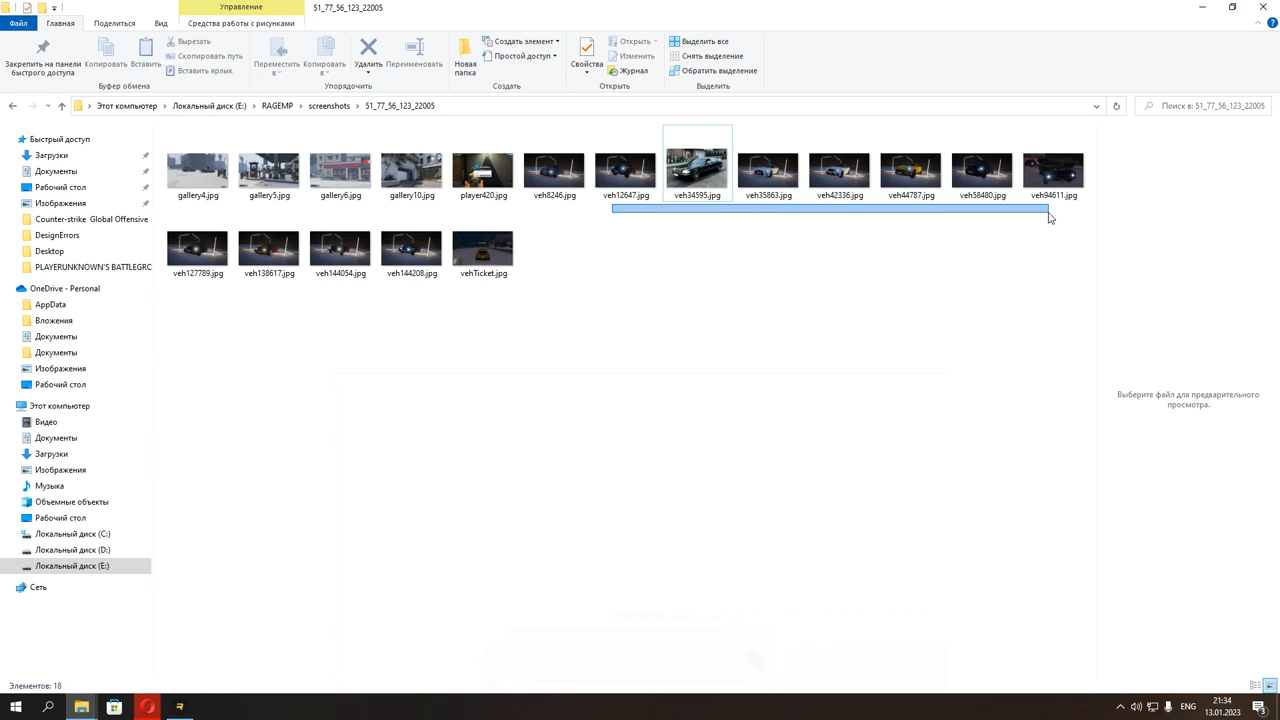 Управление
51_77_56_123_22005
Файл
Главная
Поделиться
Вид
Средства работы с рисунками
Закрепить на панели быстрого доступа
Копировать
Вставить
Вырезать
Скопировать путь
Вставить ярлык
Буфер обмена
Переместить в
Копировать в
Удалить
Переименовать
Упорядочить
Новая папка
Создать элемент
Простой доступ
Создать
Свойства
Открыть
Изменить
Журнал
Открыть
Выделить все
Снять выделение
Обратить выделение
Выделить
Этот компьютер
Локальный диск (E:)
RAGEMP
screenshots
51_77_56_123_22005
Поиск в: 51_77_56_123_22005
Быстрый доступ
Загрузки
Документы
Рабочий стол
Изображения
Counter-strike Global Offensive
DesignErrors
Desktop
PLAYERUNKNOWN'S BATTLEGRC
OneDrive - Personal
AppData
Вложения
Документы
Документы
Изображения
Рабочий стол
Этот компьютер
Видео
Документы
Загрузки
Изображения
Музыка
Объемные объекты
Рабочий стол
Локальный диск (C:)
Локальный диск (D:)
Локальный диск (E:)
Сеть
gallery4.jpg
gallery5.jpg
gallery6.jpg
gallery10.jpg
player420.jpg
veh8246.jpg
veh12647.jpg
veh34595.jpg
veh35863.jpg
veh42336.jpg
veh44787.jpg
veh58480.jpg
veh94611.jpg
veh127789.jpg
veh138617.jpg
veh144054.jpg
veh144208.jpg
vehTicket.jpg
Выберите файл для предварительного
просмотра.
Элементов: 18
ENG
21:34
13.01.2023
3